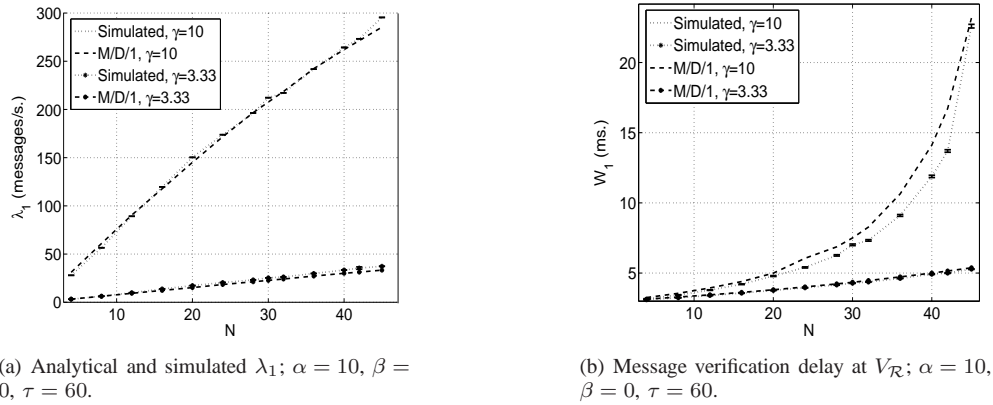 300
250
200
150
100
50
0
10
20
30
40
λ1 (messages/s.)
N
Simulated, γ=10
M/D/1, γ=10
Simulated, γ=3.33
M/D/1, γ=3.33
20
15
10
5
10
20
30
40
W1 (ms.)
N
Simulated, γ=10
Simulated, γ=3.33
M/D/1, γ=10
M/D/1, γ=3.33
(a) Analytical and simulated λ1; α = 10, β =
0, τ = 60.
(b) Message verification delay at VR; α = 10,
β = 0, τ = 60.